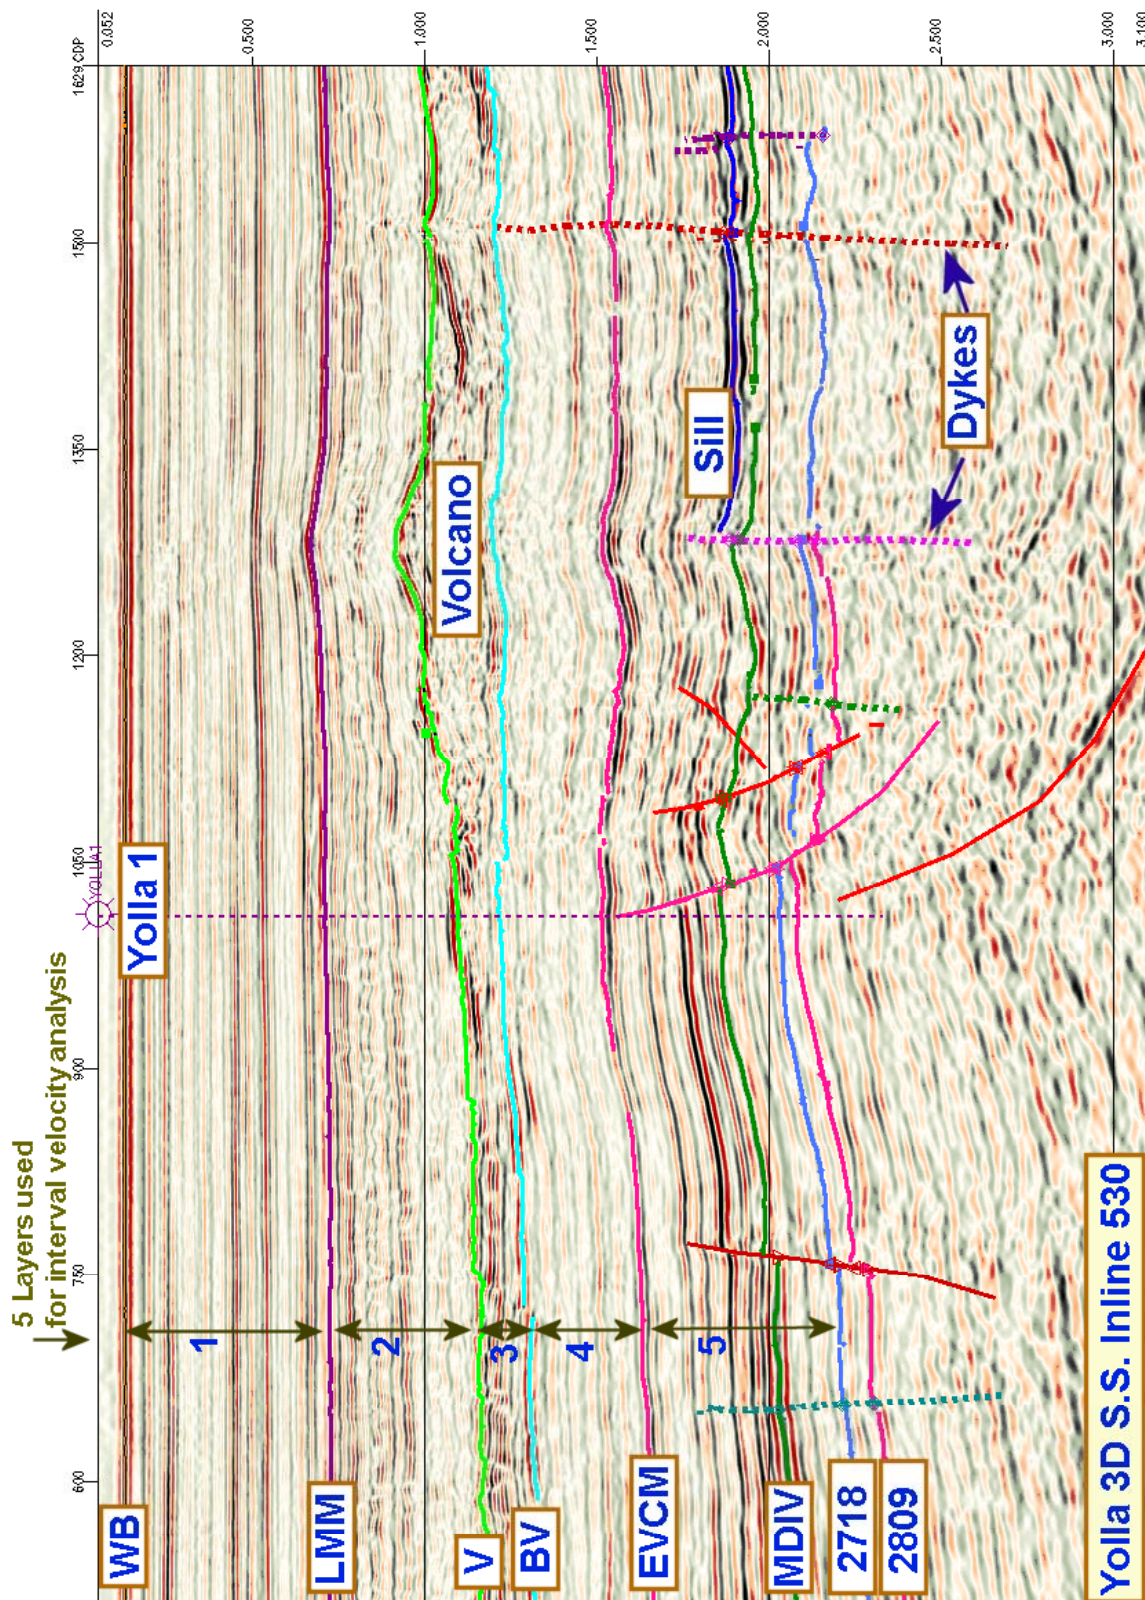 5 Layers used
for interval velocity analysis
600
750
900
1050
1200
1350
1500
1629 CDP
0.052
0.500
1.000
1.500
2.000
2.500
3.000
3.100
YOLLA1
Yolla 1
WB
LMM
V
BV
EVCM
MDIV
2718
2809
1
2
3
4
5
Volcano
Sill
Dykes
Yolla 3D S.S. Inline 530